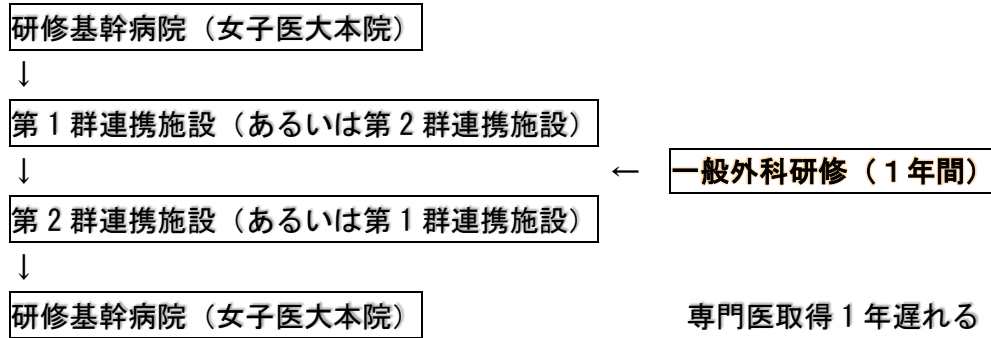 研修基幹病院（女子医大本院）
↓
第1群連携施設（あるいは第2群連携施設）
↓ ← 一般外科研修（1年間）
第2群連携施設（あるいは第1群連携施設）
↓
研修基幹病院（女子医大本院） 専門医取得1年遅れる